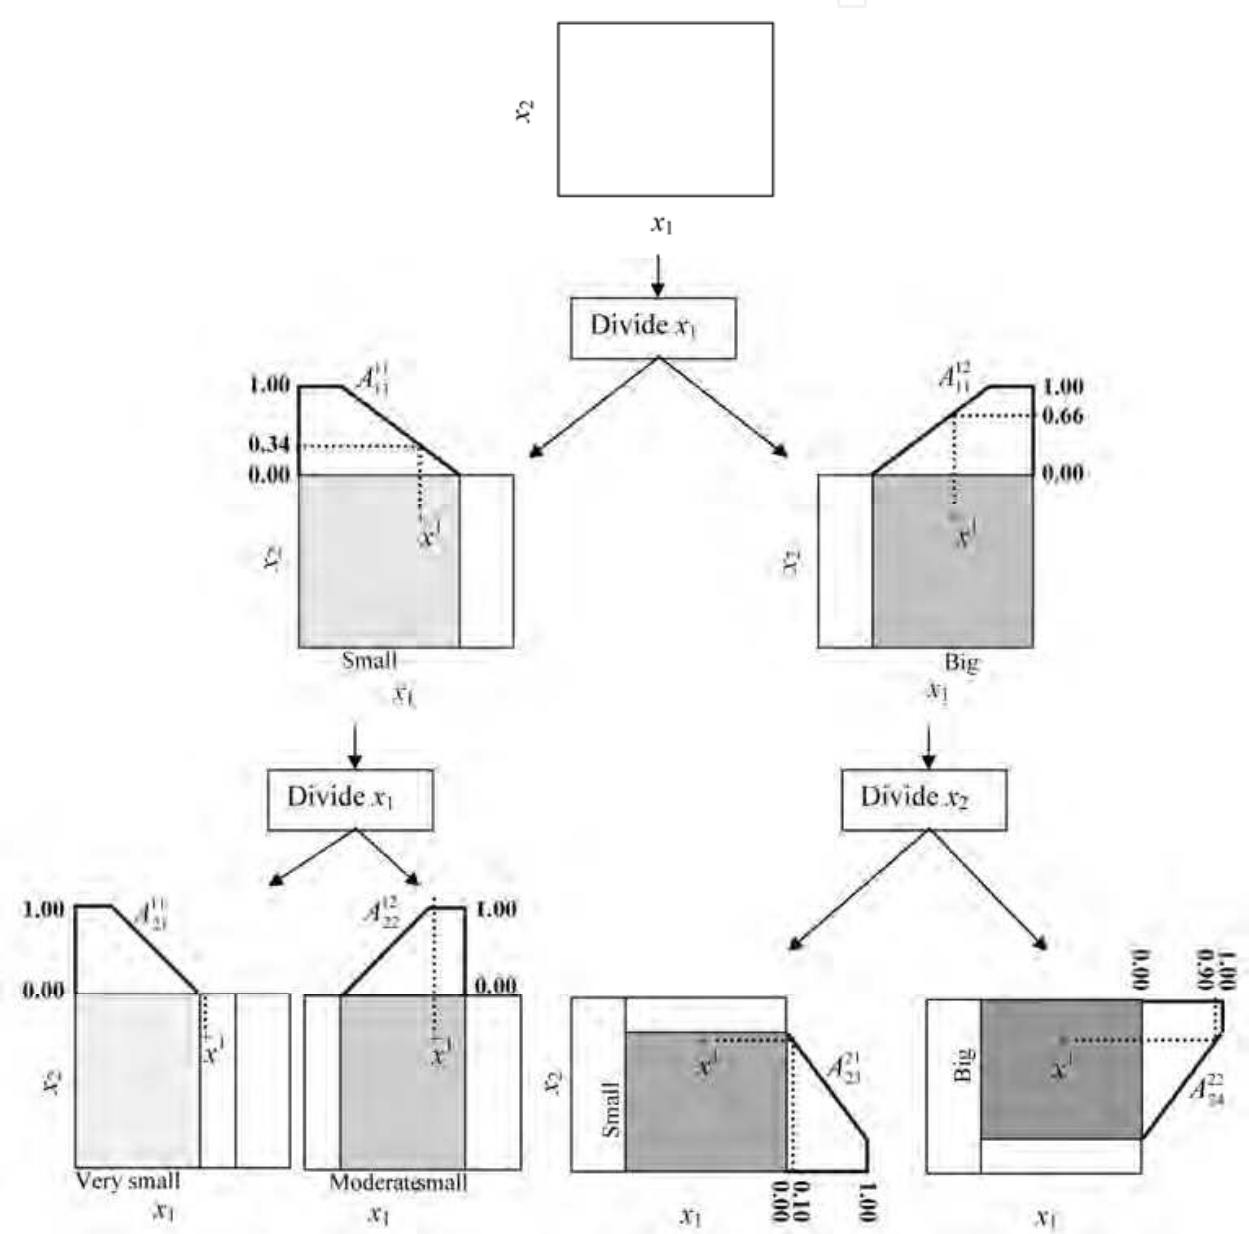 x2
x1
Divide x1
1.00 A11^11
0.34
0.00
x^1
x2
Small
x1
A11^12 1.00
0.66
0.00
x^1
x2
Big
x1
Divide x1
Divide x2
1.00 A21^11
0.00
x^1
x2
Very small
x1
A22^12 1.00
0.00
x^1
Moderatesmall
x1
x2
Small
x^1
A23^21
0.00
0.10
1.00
x1
0.00
0.90
1.00
Big
x^1
A24^22
x1